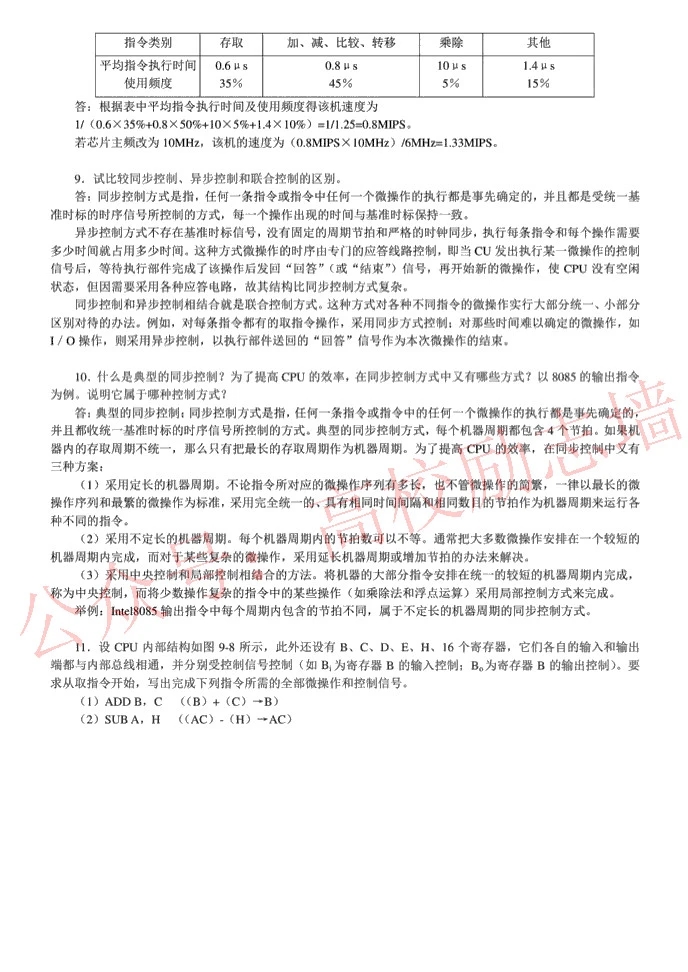 指令类别 存取 加、减、比较、转移 乘除 其他
平均指令执行时间 0.6μs 0.8μs 10μs 1.4μs
使用频度 35% 45% 5% 15%
答：根据表中平均指令执行时间及使用频度得该机速度为
1/（0.6×35%+0.8×50%+10×5%+1.4×10%）=1/1.25=0.8MIPS。
若芯片主频改为 10MHz，该机的速度为（0.8MIPS×10MHz）/6MHz=1.33MIPS。
9．试比较同步控制、异步控制和联合控制的区别。
答：同步控制方式是指，任何一条指令或指令中任何一个微操作的执行都是事先确定的，并且都是受统一基
准时标的时序信号所控制的方式，每一个操作出现的时间与基准时标保持一致。
异步控制方式不存在基准时标信号，没有固定的周期节拍和严格的时钟同步，执行每条指令和每个操作需要
多少时间就占用多少时间。这种方式微操作的时序由专门的应答线路控制，即当 CU 发出执行某一微操作的控制
信号后，等待执行部件完成了该操作后发回“回答”（或“结束”）信号，再开始新的微操作，使 CPU 没有空闲
状态，但因需要采用各种应答电路，故其结构比同步控制方式复杂。
同步控制和异步控制相结合就是联合控制方式。这种方式对各种不同指令的微操作实行大部分统一、小部分
区别对待的办法。例如，对每条指令都有的取指令操作，采用同步方式控制；对那些时间难以确定的微操作，如
I／O 操作，则采用异步控制，以执行部件送回的“回答”信号作为本次微操作的结束。
10．什么是典型的同步控制？为了提高 CPU 的效率，在同步控制方式中又有哪些方式？以 8085 的输出指令
为例。说明它属于哪种控制方式？
答：典型的同步控制：同步控制方式是指，任何一条指令或指令中的任何一个微操作的执行都是事先确定的，
并且都收统一基准时标的时序信号所控制的方式。典型的同步控制方式，每个机器周期都包含 4 个节拍。如果机
器内的存取周期不统一，那么只有把最长的存取周期作为机器周期。为了提高 CPU 的效率，在同步控制中又有
三种方案：
（1）采用定长的机器周期。不论指令所对应的微操作序列有多长，也不管微操作的简繁，一律以最长的微
操作序列和最繁的微操作为标准，采用完全统一的、具有相同时间间隔和相同数目的节拍作为机器周期来运行各
种不同的指令。
（2）采用不定长的机器周期。每个机器周期内的节拍数可以不等。通常把大多数微操作安排在一个较短的
机器周期内完成，而对于某些复杂的微操作，采用延长机器周期或增加节拍的办法来解决。
（3）采用中央控制和局部控制相结合的方法。将机器的大部分指令安排在统一的较短的机器周期内完成，
称为中央控制，而将少数操作复杂的指令中的某些操作（如乘除法和浮点运算）采用局部控制方式来完成。
举例：Intel8085 输出指令中每个周期内包含的节拍不同，属于不定长的机器周期的同步控制方式。
11．设 CPU 内部结构如图 9-8 所示，此外还设有 B、C、D、E、H、16 个寄存器，它们各自的输入和输出
端都与内部总线相通，并分别受控制信号控制（如 Bi为寄存器 B 的输入控制；Bo为寄存器 B 的输出控制）。要
求从取指令开始，写出完成下列指令所需的全部微操作和控制信号。
（1）ADD B，C （（B）+（C）→B）
（2）SUB A，H （（AC）-（H）→AC）
公众号：高校励志墙